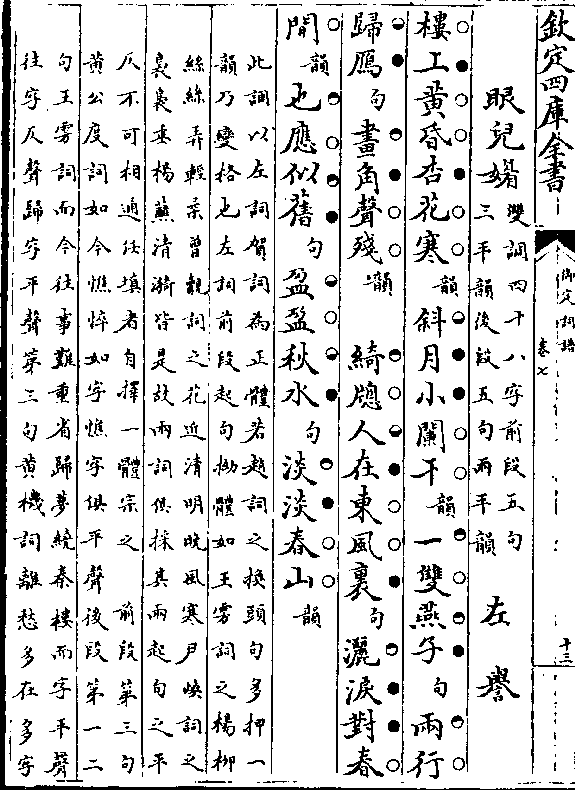 欽定四庫全書
御定詞譜
卷七
十三
眼兒媚 雙調四十八字前段五句三平韻後段五句兩平韻 左譽
樓上黃昏杏花寒韻斜月小闌干韻一雙燕子句兩行
歸鴈句畫角聲殘韻 綺牕人在東風裏句灑淚對春
閒韻也應似舊句盈盈秋水句淡淡春山韻
此調以左詞賀詞為正體若趙詞之換頭句多押一
韻乃變格也左詞前段起句拗體如王雱詞之楊柳
絲絲弄輕柔曾覿詞之花近清明晚風寒尹煥詞之
裊裊垂楊蘸清漪皆是故兩詞俱採其兩起句之平
仄不可相通任填者自擇一體宗之 前段第三句
黃公度詞如今憔悴如字憔字俱平聲後段第一二
句王雱詞而今往事難重省歸夢繞秦樓而字平聲
往字仄聲歸字平聲第三句黃機詞離愁多在多字